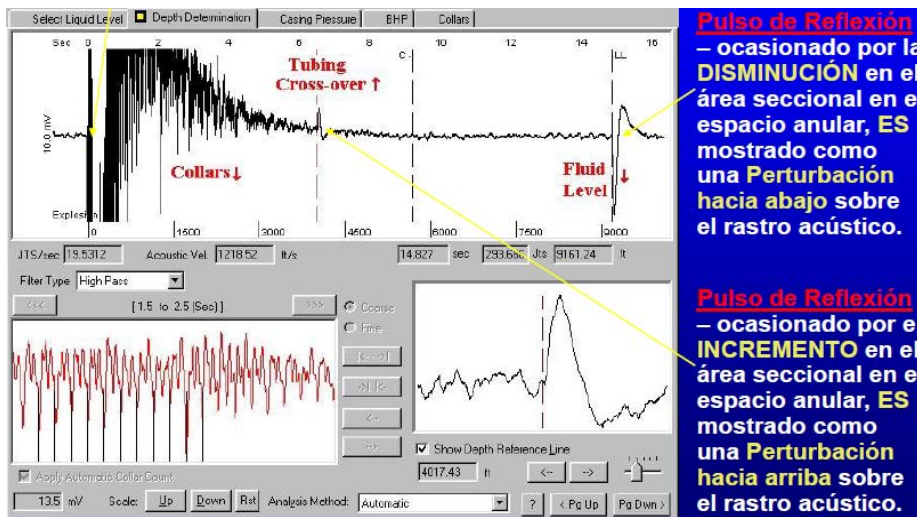 Select Liquid Level Depth Determination Casing Pressure BHP Collars
Sec 0 2 4 6 8 10 12 14 16
Tubing
Cross-over ↑
10.0 mV
Collars↓
Fluid ↓
Level
Explosion
0 1500 3000 4500 6000 7500 9000
JTS/sec 19.5312 Acoustic Vel. 1218.52 ft/s 14.827 sec 293.666 Jts 9161.24 ft
Filter Type High Pass
<<< [ 1.5 to 2.5 (Sec) ] >>>
Coarse
Fine
|<-->|
->| |<-
<--
-->
Apply Automatic Collar Count
Show Depth Reference Line
4017.43 ft <-- -->
13.5 mV Scale: Up Down Rst Analysis Method: Automatic ? < Pg Up Pg Dwn >
Pulso de Reflexión
– ocasionado por la
DISMINUCIÓN en el
área seccional en e
espacio anular, ES
mostrado como
una Perturbación
hacia abajo sobre
el rastro acústico.
Pulso de Reflexión
– ocasionado por e
INCREMENTO en el
área seccional en e
espacio anular, ES
mostrado como
una Perturbación
hacia arriba sobre
el rastro acústico.